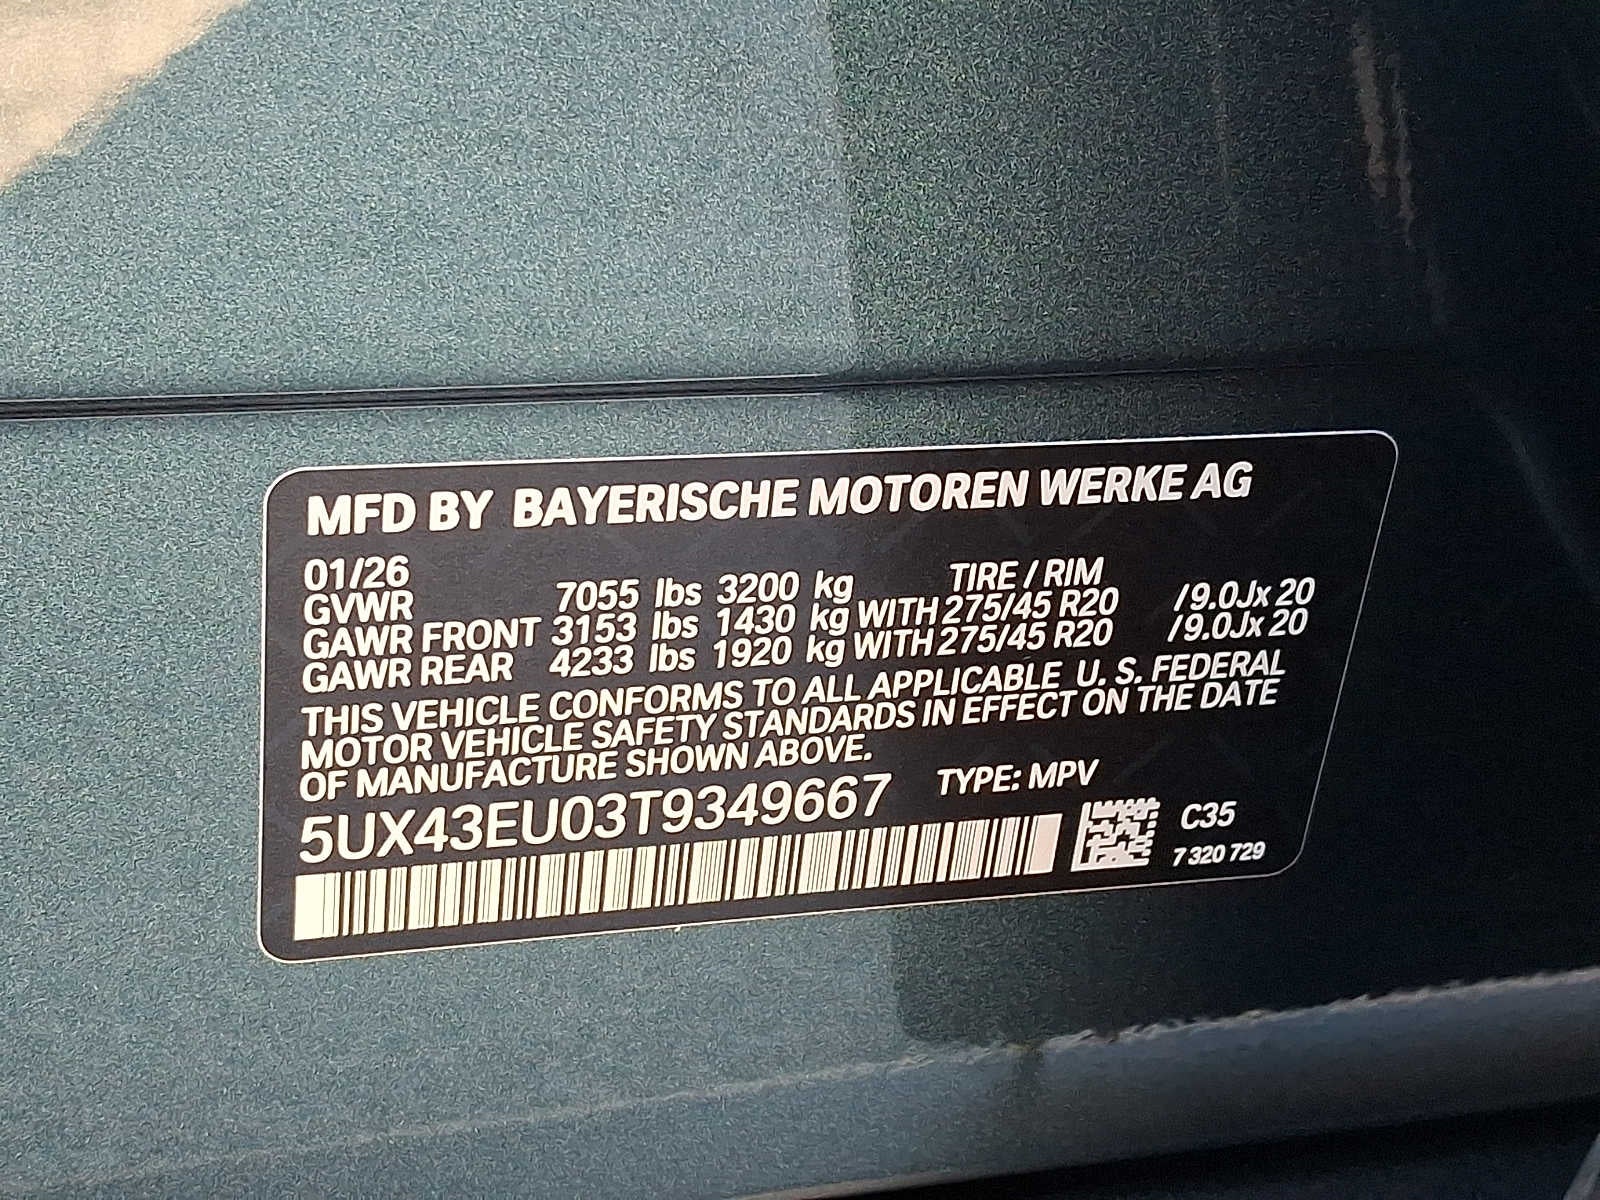 MFD BY BAYERISCHE MOTOREN WERKE AG
01/26 TIRE / RIM
GVWR 7055 lbs 3200 kg
GAWR FRONT 3153 lbs 1430 kg WITH 275/45 R20 /9.0Jx 20
GAWR REAR 4233 lbs 1920 kg WITH 275/45 R20 /9.0Jx 20
THIS VEHICLE CONFORMS TO ALL APPLICABLE U. S. FEDERAL
MOTOR VEHICLE SAFETY STANDARDS IN EFFECT ON THE DATE
OF MANUFACTURE SHOWN ABOVE.
5UX43EU03T9349667 TYPE: MPV
C35
7 320 729